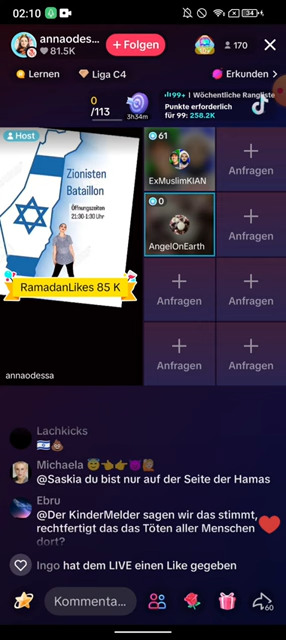 02:10
34
annaodes...
81.5K
+ Folgen
170
Lernen
Liga C4
Erkunden
0
/113
3h34m
99+
Wöchentliche Rangliste
Punkte erforderlich
für 99: 258.2K
Host
Zionisten
Bataillon
Öffnungszeiten
21:00-1:00 Uhr
RamadanLikes 85 K
annaodessa
61
ExMuslimKIAN
0
AngelOnEarth
Anfragen
Anfragen
Anfragen
Anfragen
Anfragen
Anfragen
Lachkicks
🇮🇱💩
Michaela 😇👈👉😈🙋
@Saskia du bist nur auf der Seite der Hamas
Ebru
@Der KinderMelder sagen wir das stimmt,
rechtfertigt das das Töten aller Menschen
dort?
Ingo hat dem LIVE einen Like gegeben
Kommenta...
60